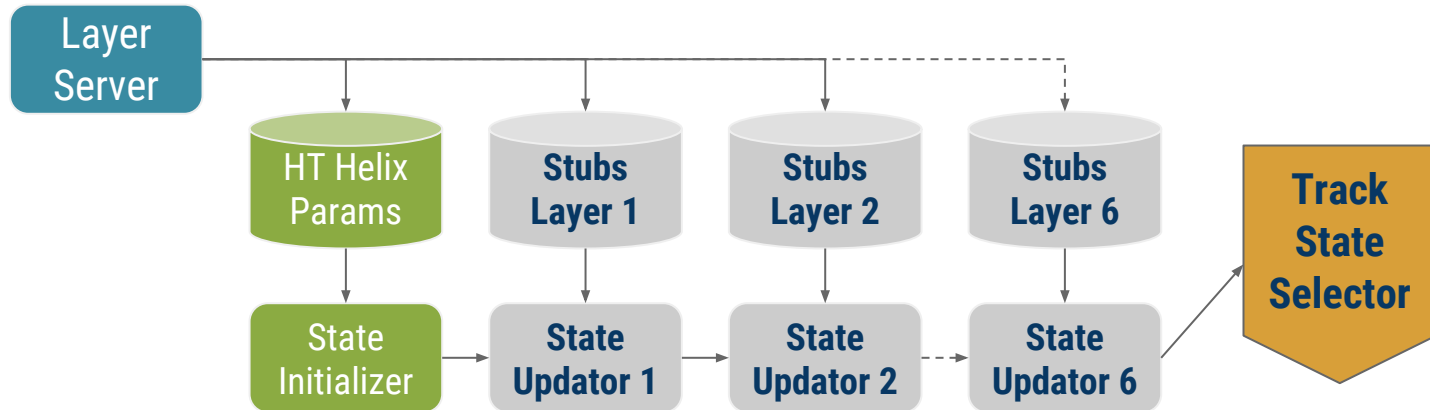 Layer
Server
HT Helix
Params
Stubs
Layer 1
Stubs
Layer 2
Stubs
Layer 6
Track
State
Selector
State
Initializer
State
Updator 1
State
Updator 2
State
Updator 6